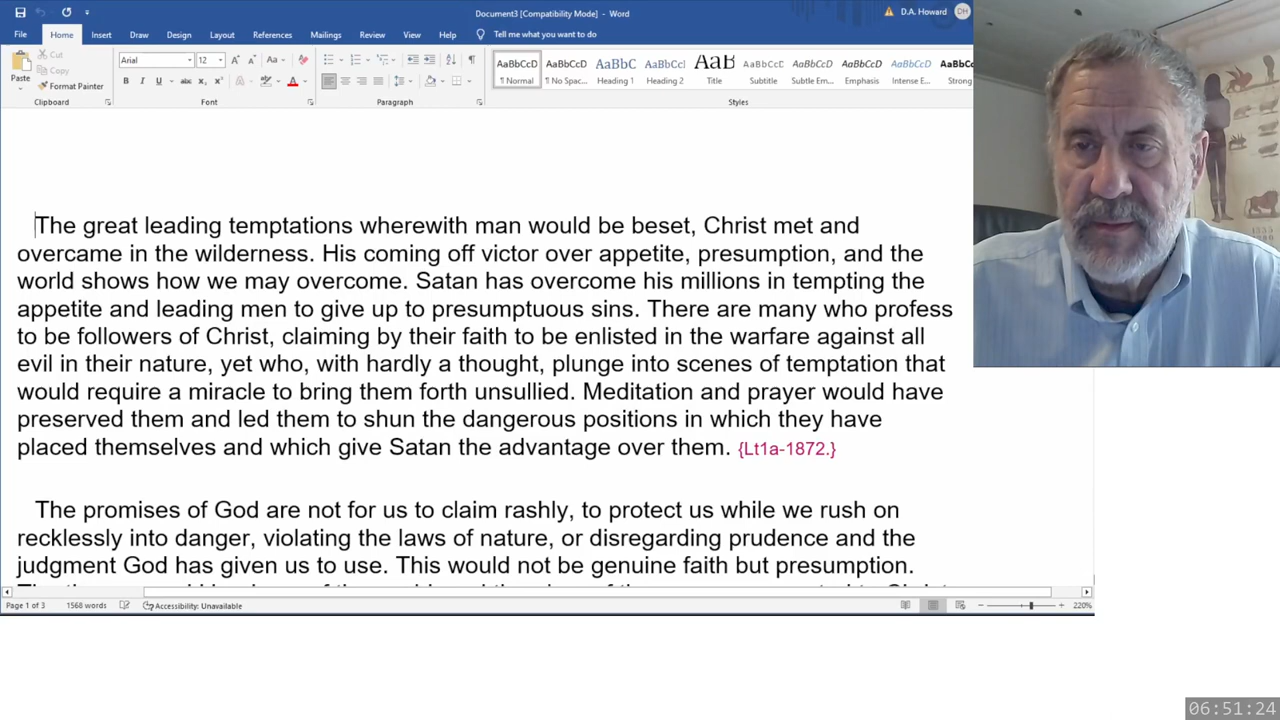 Document3 [Compatibility Mode] - Word
D.A. Howard
DH
File Home Insert Draw Design Layout References Mailings Review View Help Tell me what you want to do
Paste
Cut
Copy
Format Painter
Clipboard
Arial 12
Font
Paragraph
AaBbCcD AaBbCcD AaBbC AaBbCcI AaB AaBbCcD AaBbCcD AaBbCcD AaBbCcD AaBbCc
¶ Normal ¶ No Spac... Heading 1 Heading 2 Title Subtitle Subtle Em... Emphasis Intense E... Strong
Styles
The great leading temptations wherewith man would be beset, Christ met and
overcame in the wilderness. His coming off victor over appetite, presumption, and the
world shows how we may overcome. Satan has overcome his millions in tempting the
appetite and leading men to give up to presumptuous sins. There are many who profess
to be followers of Christ, claiming by their faith to be enlisted in the warfare against all
evil in their nature, yet who, with hardly a thought, plunge into scenes of temptation that
would require a miracle to bring them forth unsullied. Meditation and prayer would have
preserved them and led them to shun the dangerous positions in which they have
placed themselves and which give Satan the advantage over them. {Lt1a-1872.}
The promises of God are not for us to claim rashly, to protect us while we rush on
recklessly into danger, violating the laws of nature, or disregarding prudence and the
judgment God has given us to use. This would not be genuine faith but presumption.
Page 1 of 3 1568 words Accessibility: Unavailable 220%
06:51:24